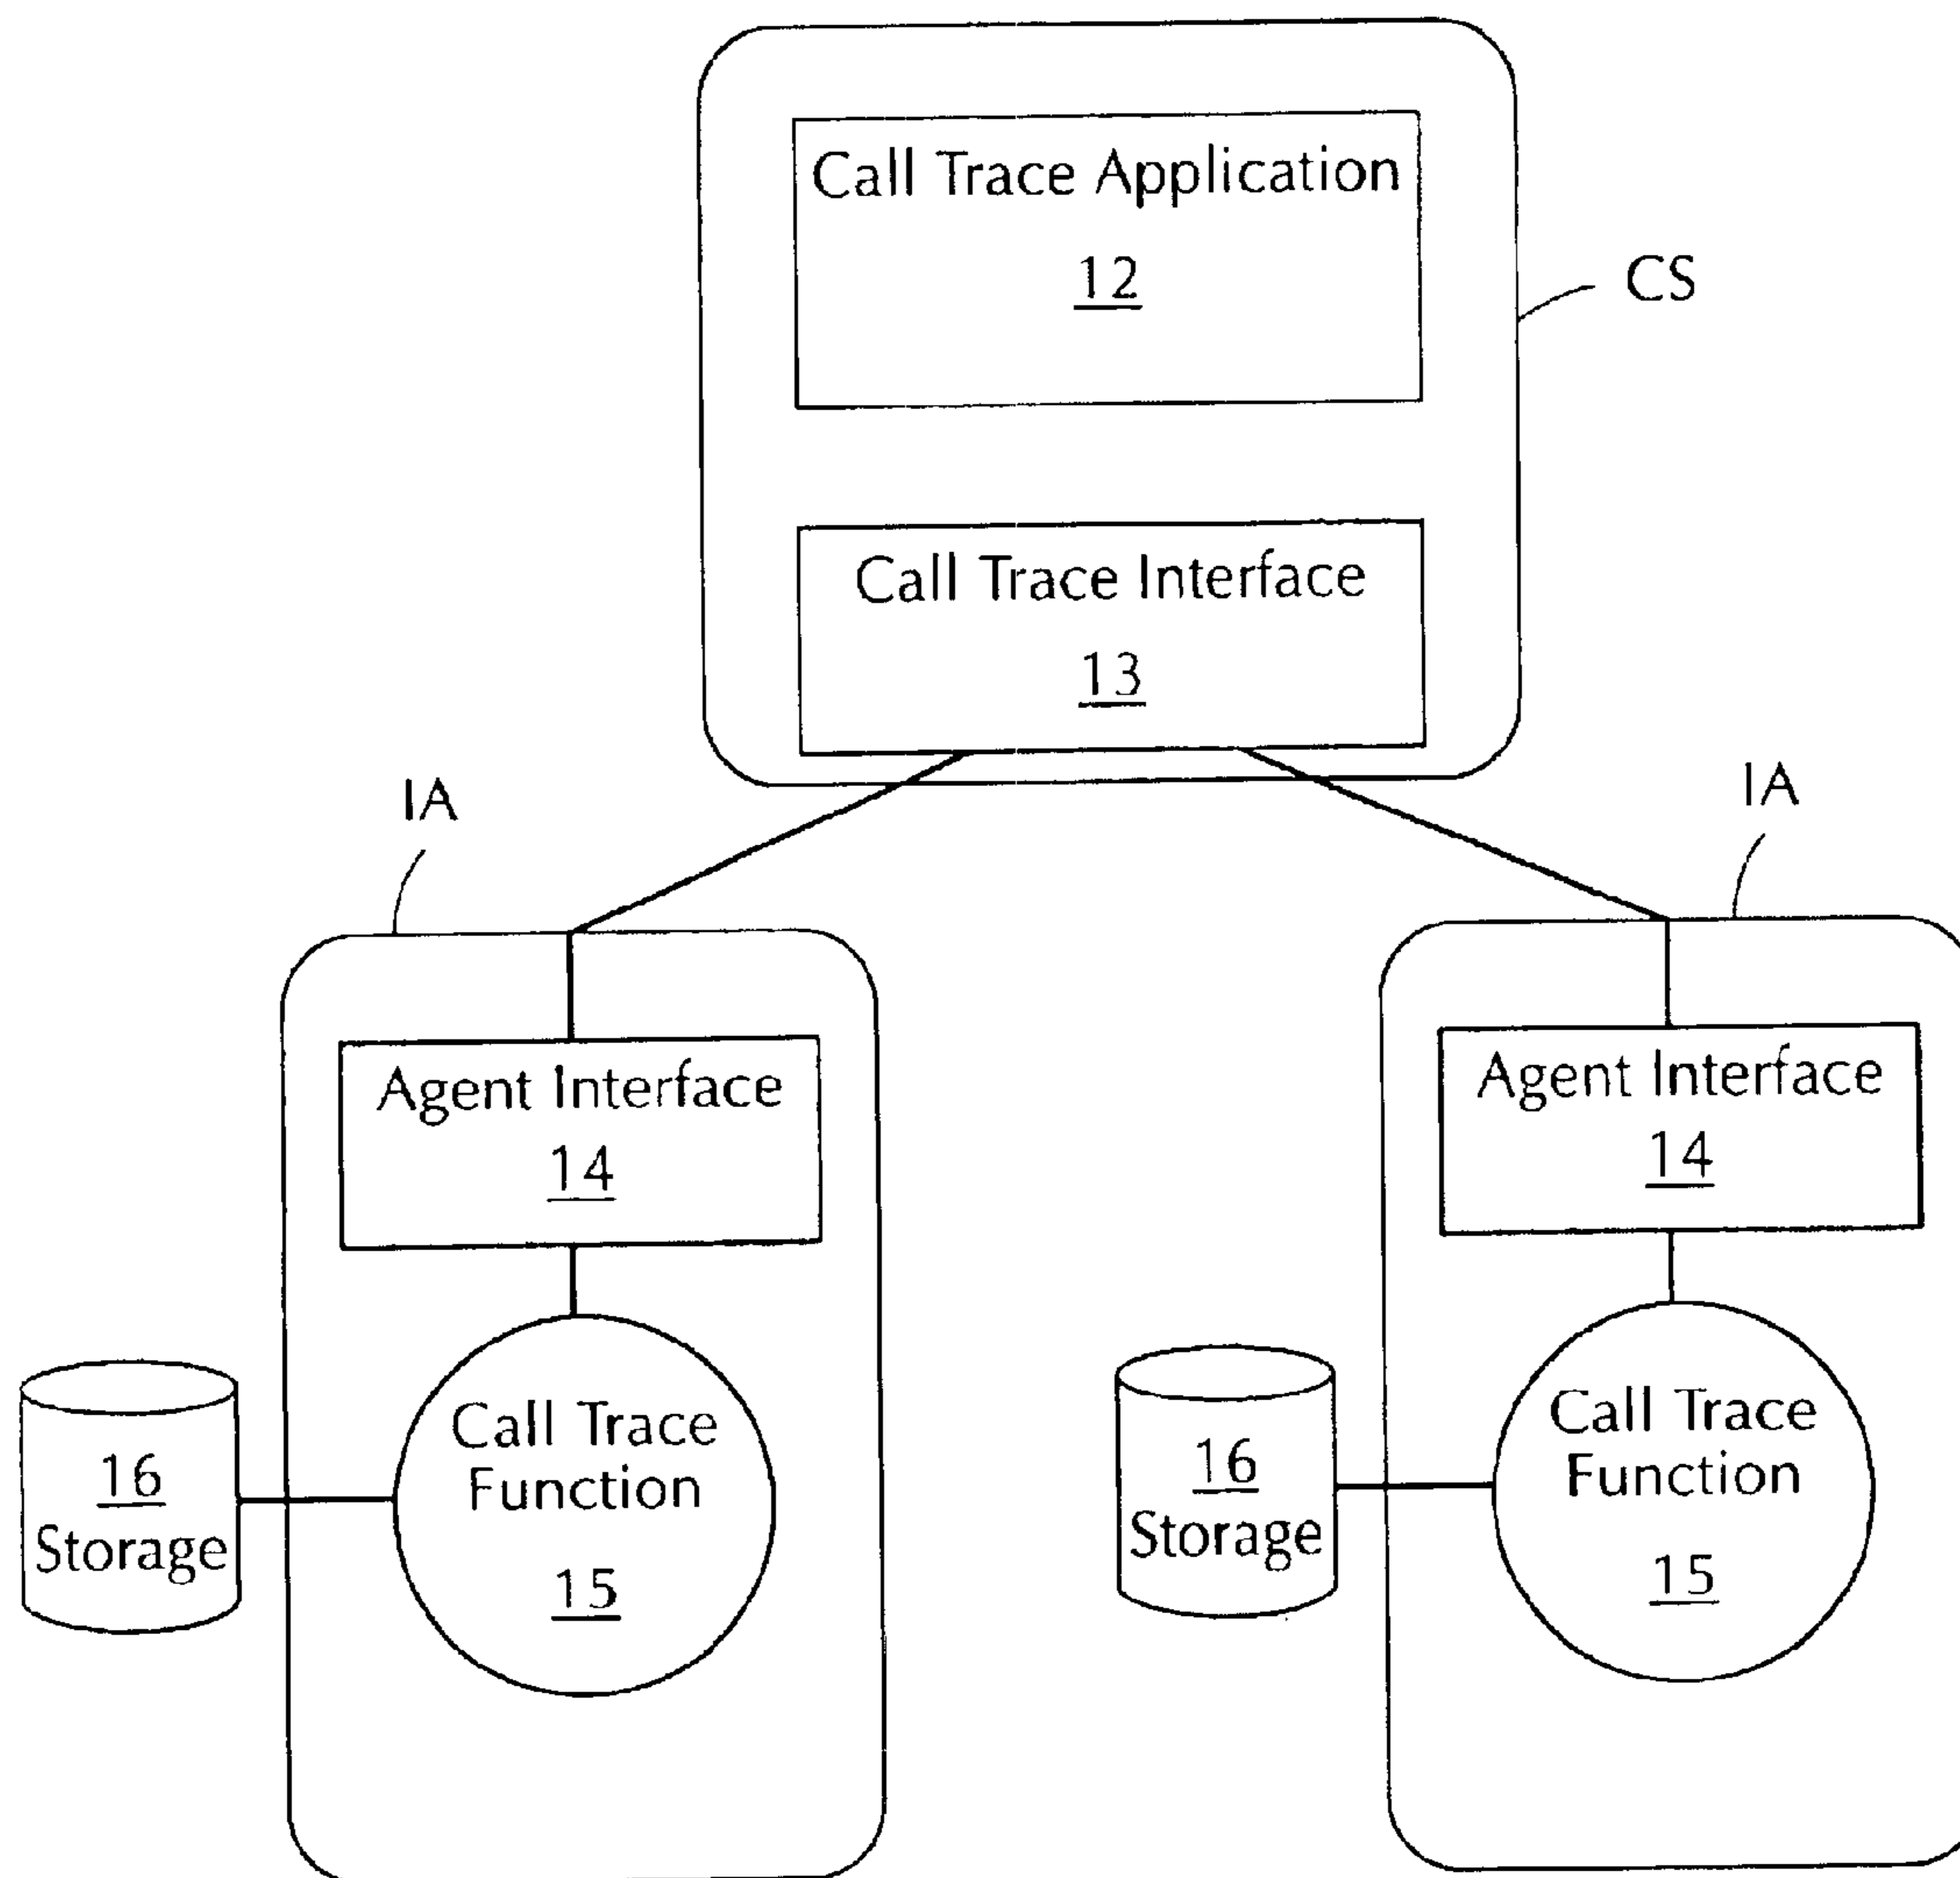 Call Trace Application
12
CS
Call Trace Interface
13
IA
IA
Agent Interface
14
Agent Interface
14
Call Trace
Function
15
16
Storage
Call Trace
Function
15
16
Storage